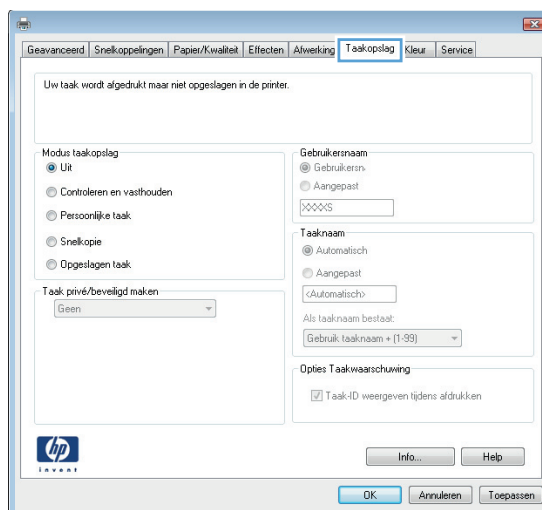 Geavanceerd Snelkoppelingen Papier/Kwaliteit Effecten Afwerking Taakopslag Kleur Service
Uw taak wordt afgedrukt maar niet opgeslagen in de printer.
Modus taakopslag
Uit
Controleren en vasthouden
Persoonlijke taak
Snelkopie
Opgeslagen taak
Taak privé/beveiligd maken
Geen
Gebruikersnaam
Gebruikersn
Aangepast
XXXXS
Taaknaam
Automatisch
Aangepast
<Automatisch>
Als taaknaam bestaat:
Gebruik taaknaam + (1-99)
Opties Taakwaarschuwing
Taak-ID weergeven tijdens afdrukken
hp
invent
Info... Help
OK Annuleren Toepassen